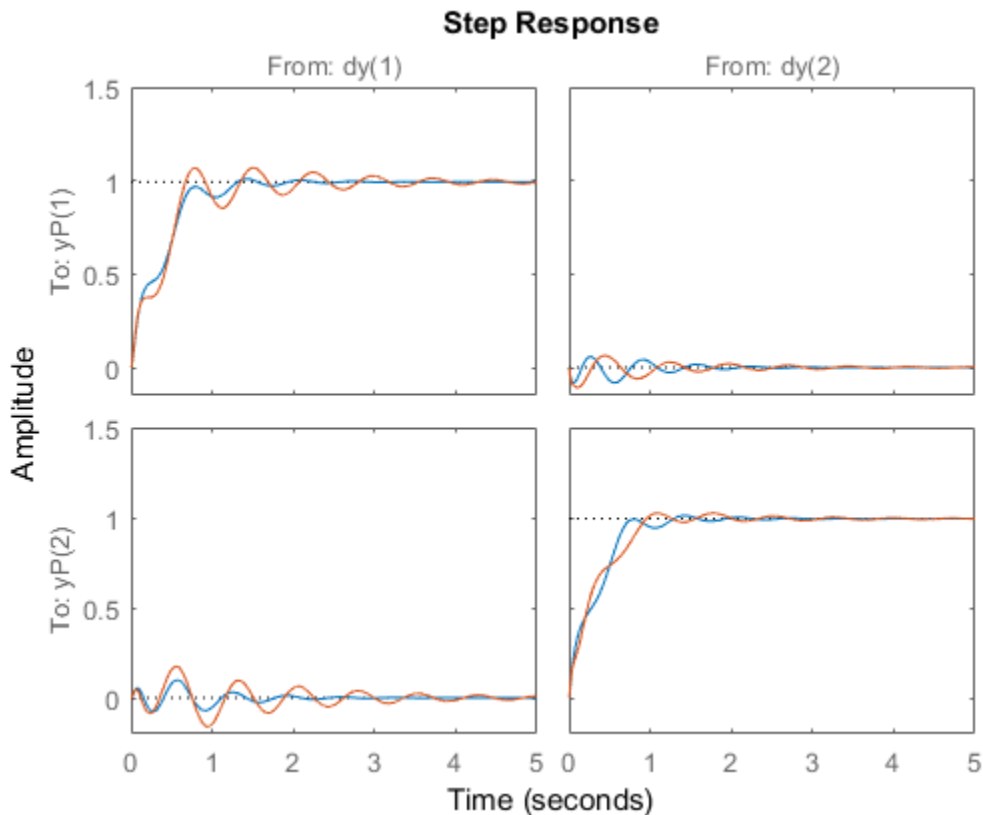 Step Response
From: dy(1)
From: dy(2)
1.5
1
0.5
0
To: yP(1)
Amplitude
1.5
1
0.5
0
To: yP(2)
0 1 2 3 4 5
0 1 2 3 4 5
Time (seconds)